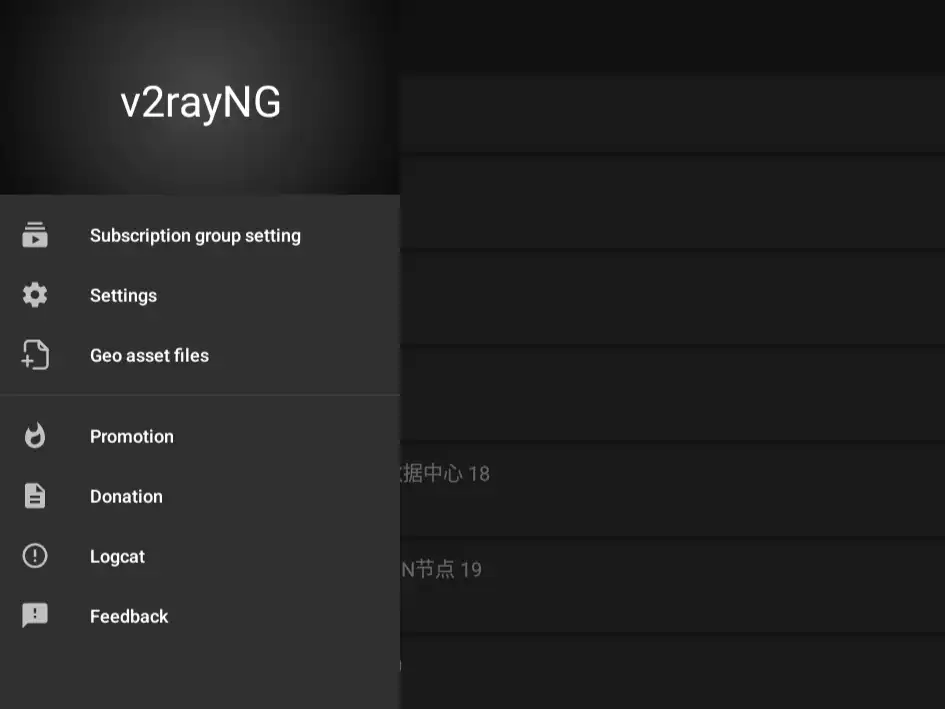 v2rayNG
Subscription group setting
Settings
Geo asset files
Promotion
据中心 18
Donation
Logcat
N节点 19
Feedback